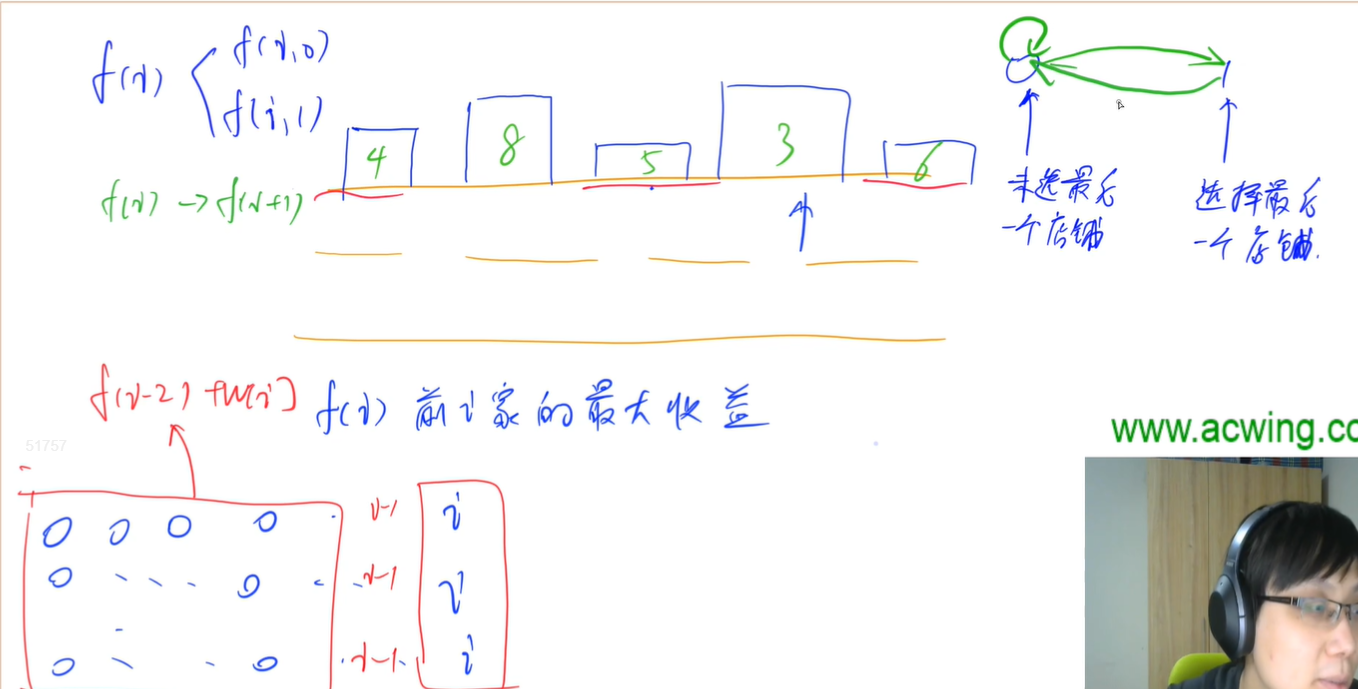 f(i)
f(i,0)
f(i,1)
f(i) -> f(i+1)
4
8
5
3
6
未选最后
一个店铺
选择最后
一个店铺.
f(i-2) + w[i]
f(i) 前i家的最大收益
51757
www.acwing.co
0 0 0 0 . i-1 i
0 ... 0 . . i-1 i
0 . . 0 . i-1 . i